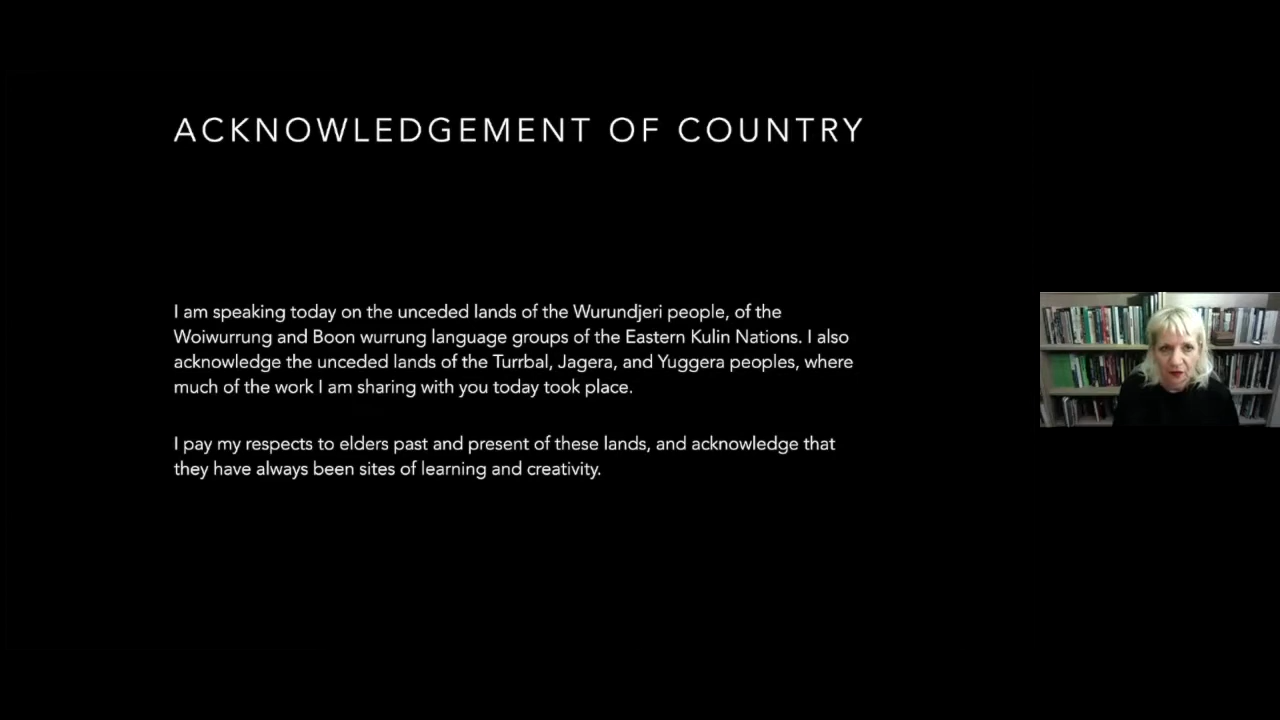 ACKNOWLEDGEMENT OF COUNTRY
I am speaking today on the unceded lands of the Wurundjeri people, of the
Woiwurrung and Boon wurrung language groups of the Eastern Kulin Nations. I also
acknowledge the unceded lands of the Turrbal, Jagera, and Yuggera peoples, where
much of the work I am sharing with you today took place.
I pay my respects to elders past and present of these lands, and acknowledge that
they have always been sites of learning and creativity.